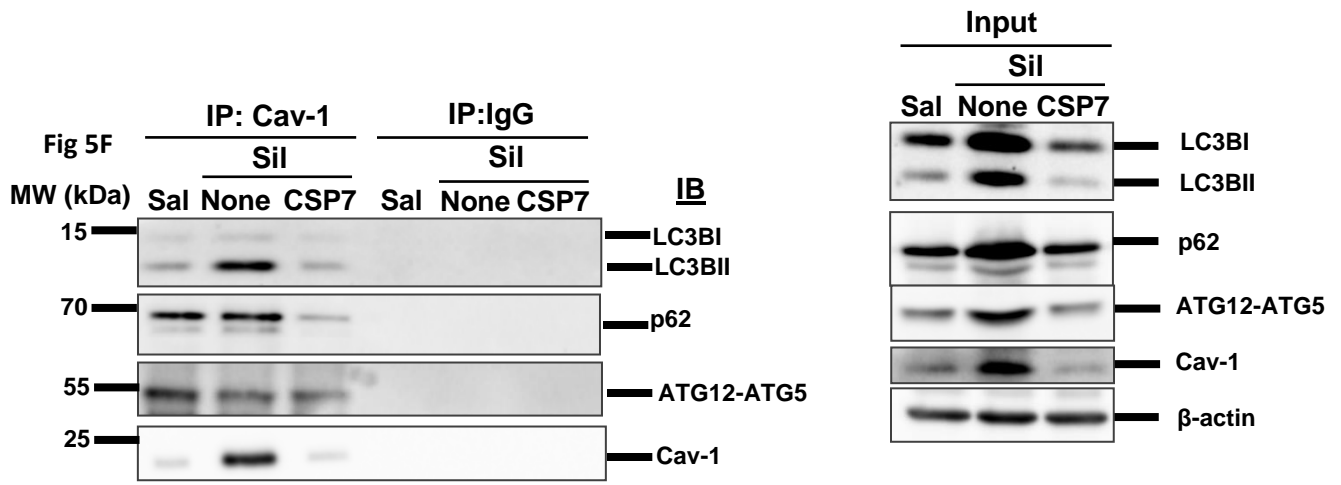 Fig 5F
IP: Cav-1 IP:IgG
Sil Sil
MW (kDa) Sal None CSP7 Sal None CSP7 IB
15 LC3BI
LC3BII
70 p62
55 ATG12-ATG5
25 Cav-1
Input
Sil
Sal None CSP7
LC3BI
LC3BII
p62
ATG12-ATG5
Cav-1
β-actin